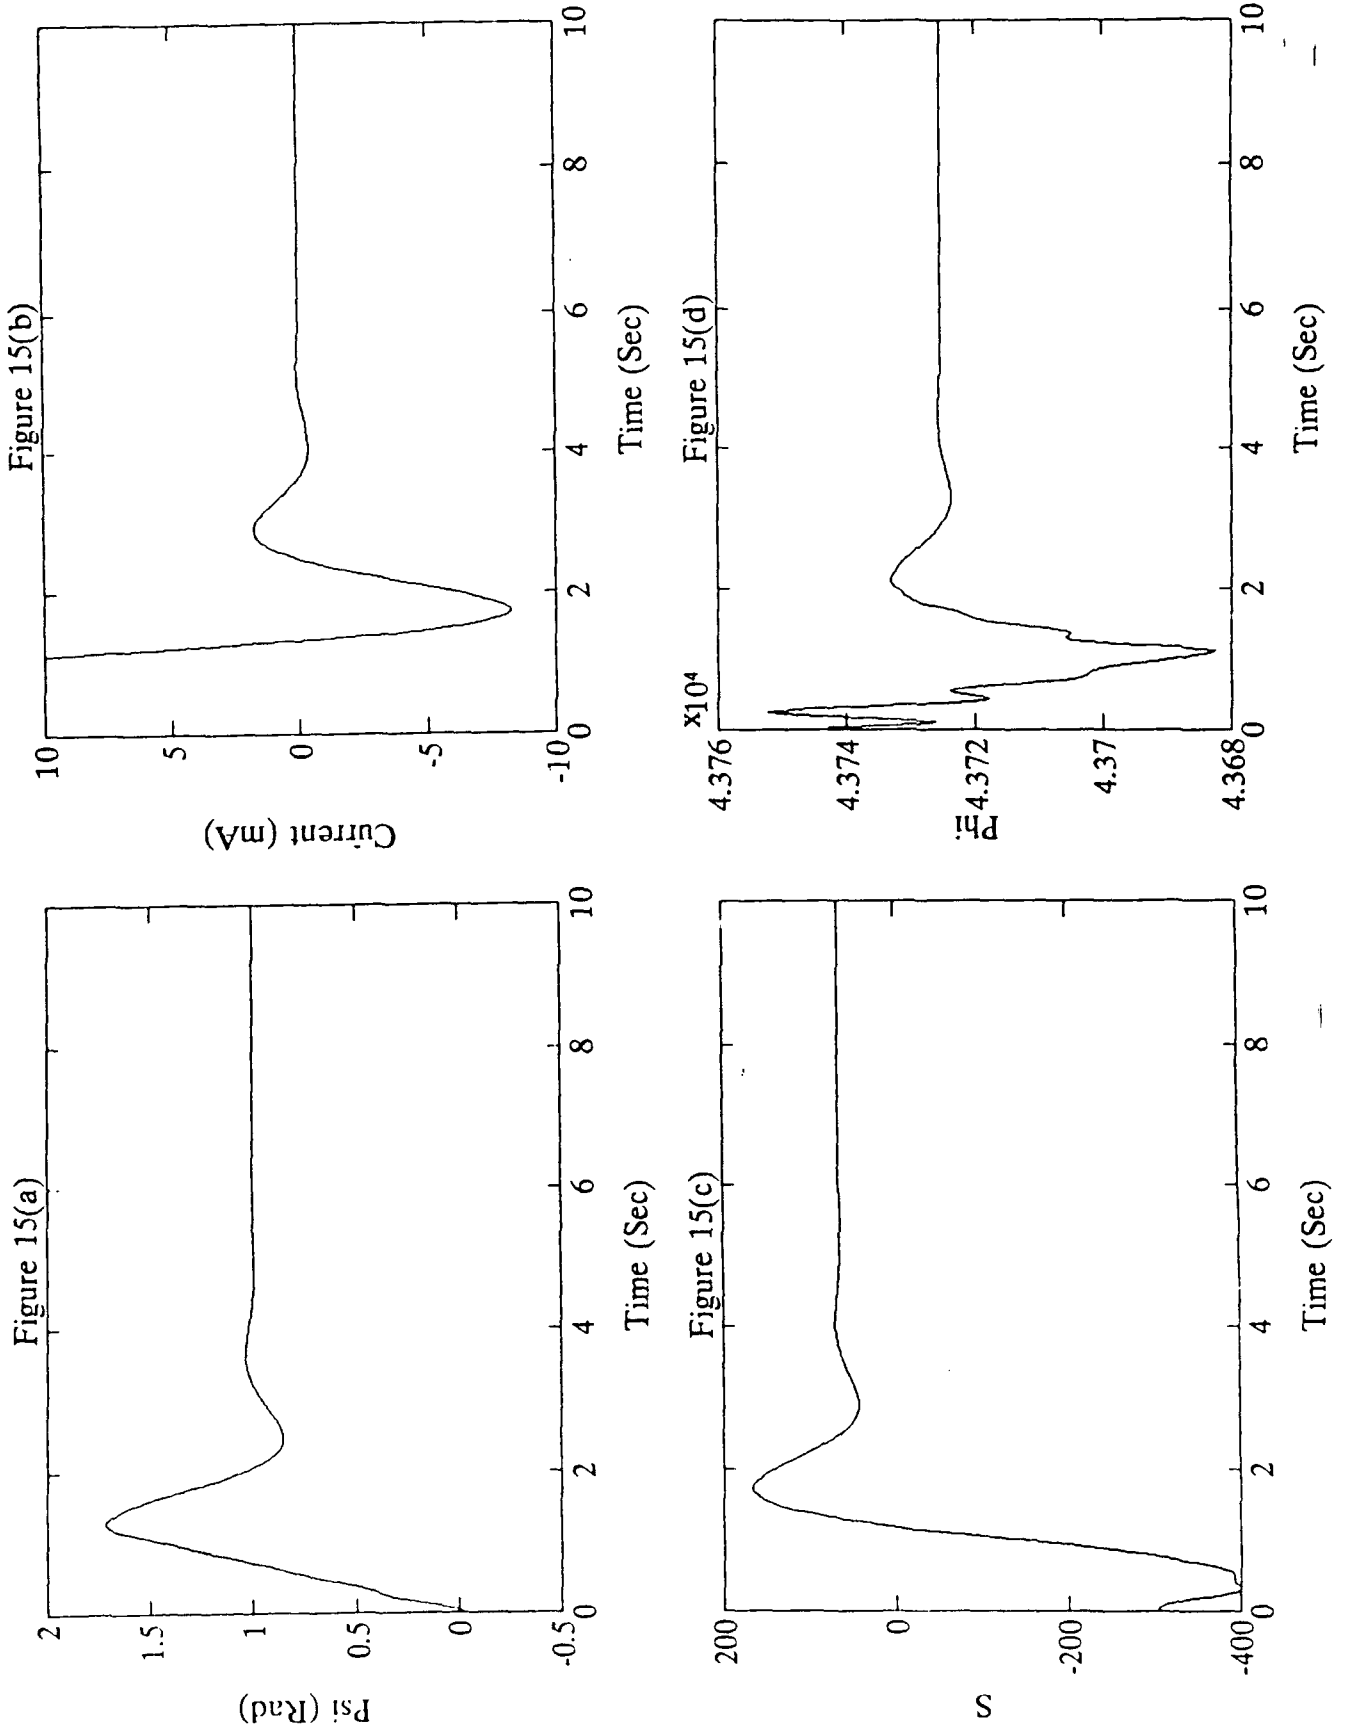 Figure 15(a)
2
1.5
1
0.5
0
-0.5
Psi (Rad)
0 2 4 6 8 10
Time (Sec)
Figure 15(b)
10
5
0
-5
-10
Current (mA)
0 2 4 6 8 10
Time (Sec)
Figure 15(c)
200
0
-200
-400
S
0 2 4 6 8 10
Time (Sec)
x10⁴
Figure 15(d)
4.376
4.374
4.372
4.37
4.368
Phi
0 2 4 6 8 10
Time (Sec)